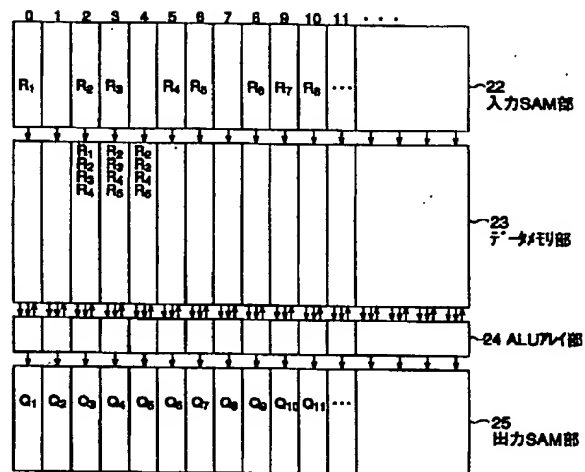 0 1 2 3 4 5 6 7 8 9 10 11 ・・・
R₁ R₂ R₃ R₄ R₅ R₆ R₇ R₈ ・・・
22
入力SAM部
R₁ R₂ R₂
R₂ R₃ R₃
R₃ R₄ R₄
R₄ R₅ R₅
23
データメモリ部
24 ALUアレイ部
Q₁ Q₂ Q₃ Q₄ Q₅ Q₆ Q₇ Q₈ Q₉ Q₁₀ Q₁₁ ・・・
25
出力SAM部